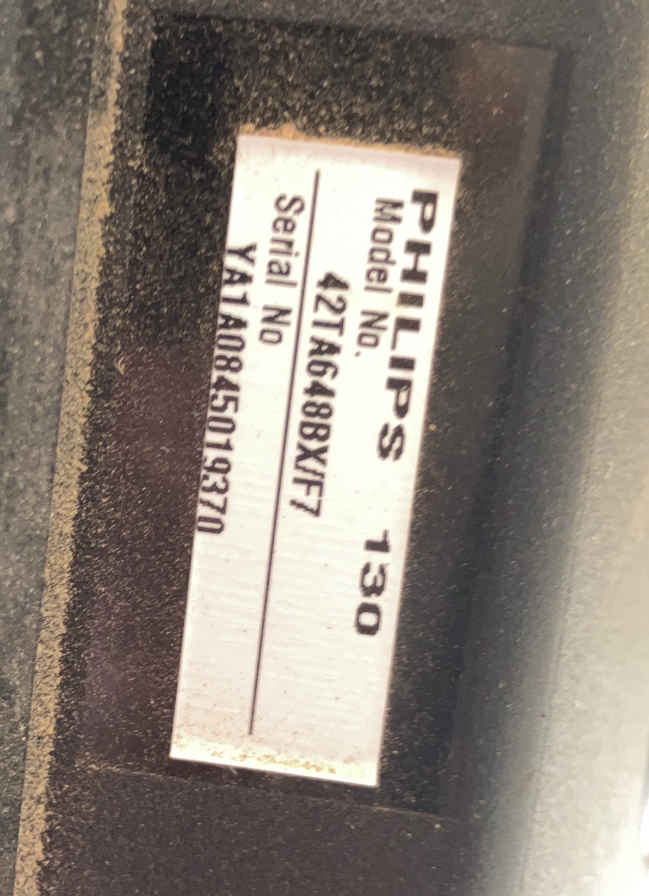 PHILIPS 130
Model No.
42TA648BX/F7
Serial No
YA1A0845019370